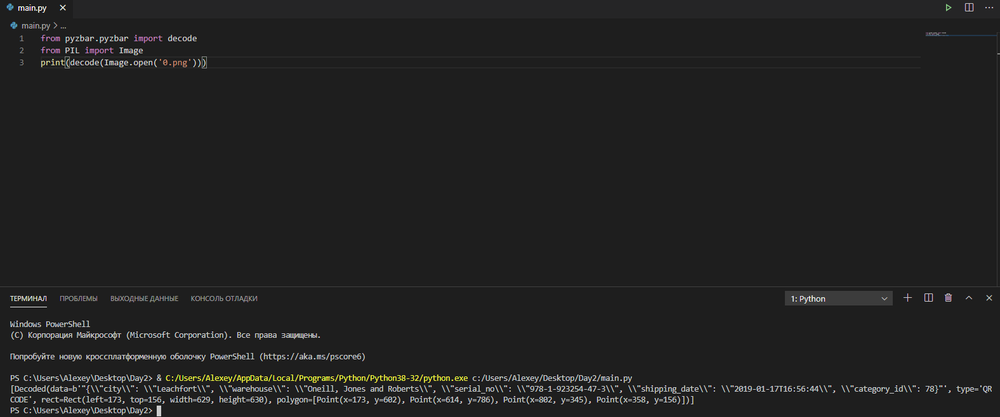 main.py
main.py > ...
1 from pyzbar.pyzbar import decode
2 from PIL import Image
3 print(decode(Image.open('0.png')))
ТЕРМИНАЛ ПРОБЛЕМЫ ВЫХОДНЫЕ ДАННЫЕ КОНСОЛЬ ОТЛАДКИ 1: Python
Windows PowerShell
(C) Корпорация Майкрософт (Microsoft Corporation). Все права защищены.
Попробуйте новую кроссплатформенную оболочку PowerShell (https://aka.ms/pscore6)
PS C:\Users\Alexey\Desktop\Day2> & C:/Users/Alexey/AppData/Local/Programs/Python/Python38-32/python.exe c:/Users/Alexey/Desktop/Day2/main.py
[Decoded(data=b'"{\\"city\\": \\"Leachfort\\", \\"warehouse\\": \\"Oneill, Jones and Roberts\\", \\"serial_no\\": \\"978-1-923254-47-3\\", \\"shipping_date\\": \\"2019-01-17T16:56:44\\", \\"category_id\\": 78}"', type='QR
CODE', rect=Rect(left=173, top=156, width=629, height=630), polygon=[Point(x=173, y=602), Point(x=614, y=786), Point(x=802, y=345), Point(x=358, y=156)])]
PS C:\Users\Alexey\Desktop\Day2>